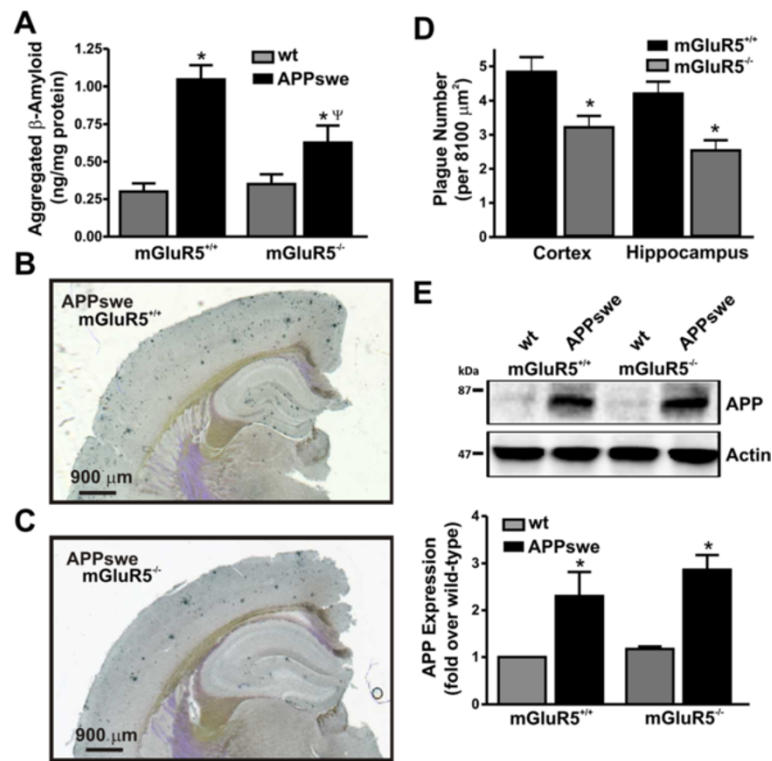 A
Aggregated β-Amyloid
(ng/mg protein)
1.25
1.00
0.75
0.50
0.25
0.00
wt
APPswe
*
* Ψ
mGluR5+/+
mGluR5-/-
B
APPswe
mGluR5+/+
900 μm
C
APPswe
mGluR5-/-
900 μm
D
Plague Number
(per 8100 μm²)
5
4
3
2
1
0
mGluR5+/+
mGluR5-/-
*
*
Cortex
Hippocampus
E
wt
APPswe
wt
APPswe
mGluR5+/+
mGluR5-/-
kDa
87
APP
47
Actin
APP Expression
(fold over wild-type)
4
3
2
1
0
wt
APPswe
*
*
mGluR5+/+
mGluR5-/-